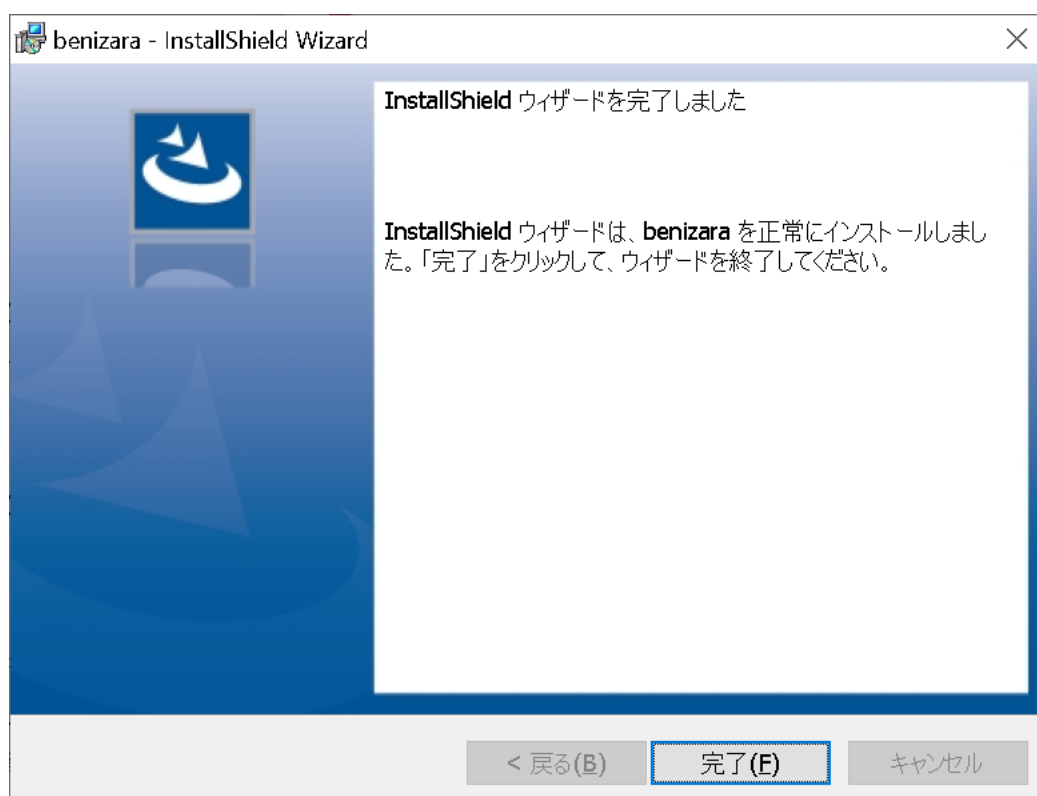 benizara - InstallShield Wizard
InstallShield ウィザードを完了しました
InstallShield ウィザードは、benizara を正常にインストールしまし
た。「完了」をクリックして、ウィザードを終了してください。
< 戻る(B) 完了(F) キャンセル